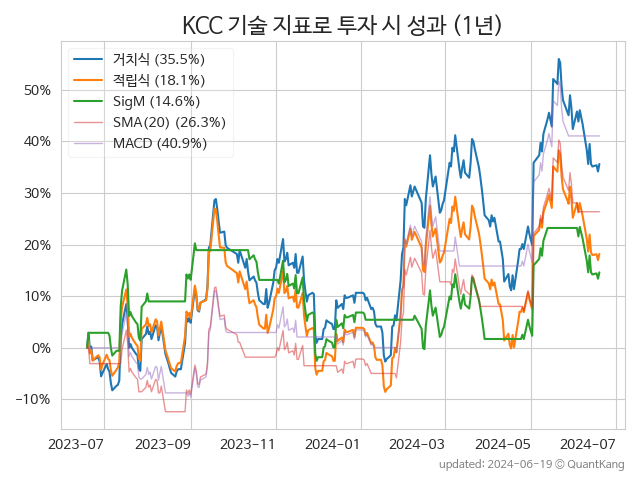 KCC 기술 지표로 투자 시 성과 (1년)
거치식 (35.5%)
적립식 (18.1%)
SigM (14.6%)
SMA(20) (26.3%)
MACD (40.9%)
50%
40%
30%
20%
10%
0%
−10%
2023-07 2023-09 2023-11 2024-01 2024-03 2024-05 2024-07
updated: 2024-06-19 © QuantKang